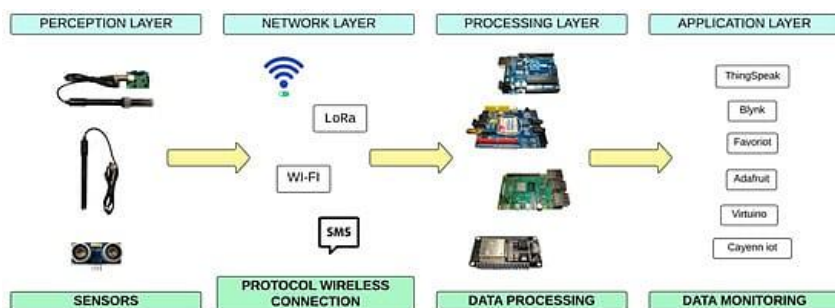 PERCEPTION LAYER
NETWORK LAYER
PROCESSING LAYER
APPLICATION LAYER
LoRa
WI-FI
SMS
ThingSpeak
Blynk
Favoriot
Adafruit
Virtuino
Cayenn iot
SENSORS
PROTOCOL WIRELESS
CONNECTION
DATA PROCESSING
DATA MONITORING